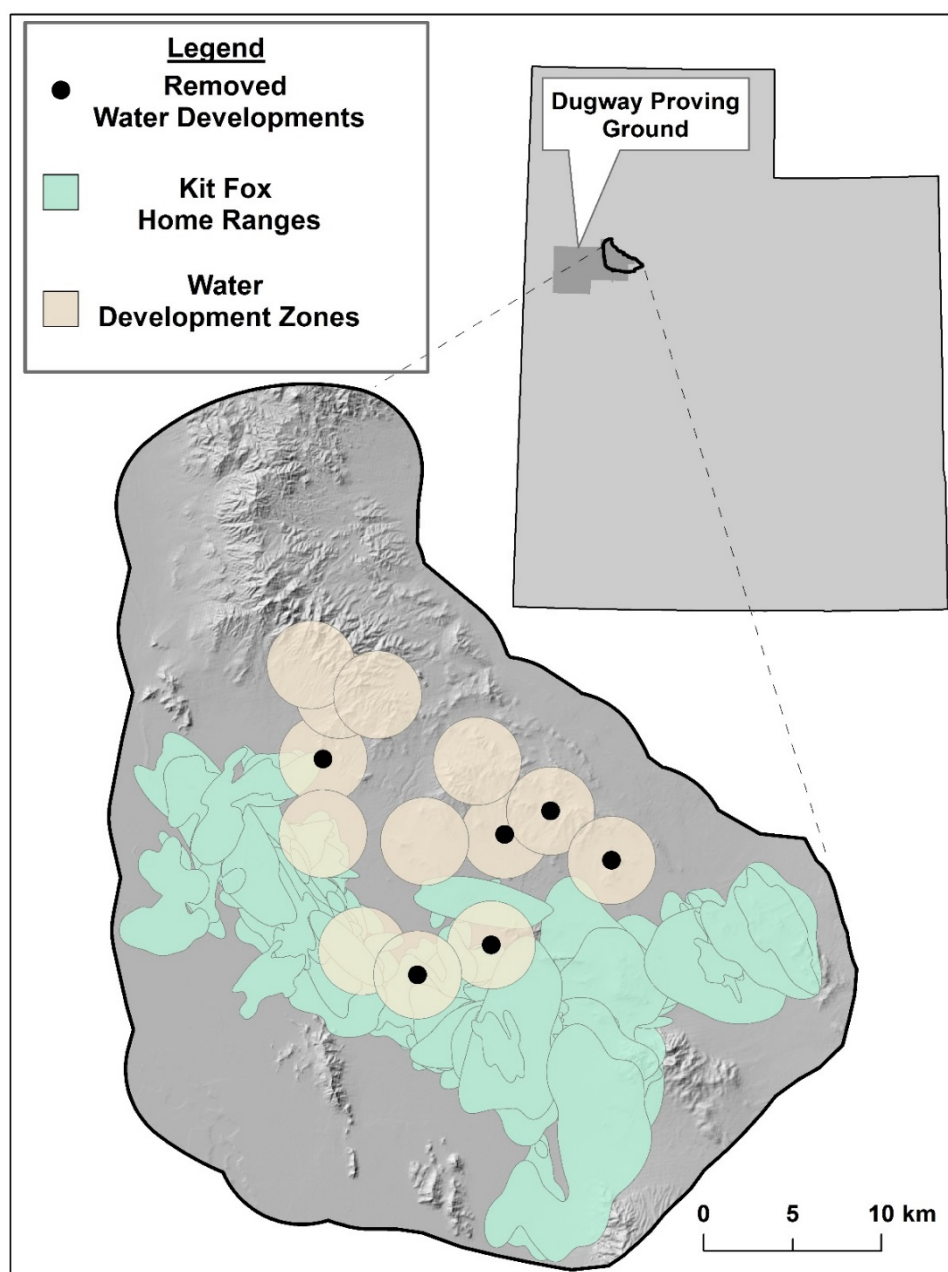 Legend
Removed
Water Developments
Kit Fox
Home Ranges
Water
Development Zones
Dugway Proving
Ground
0 5 10 km